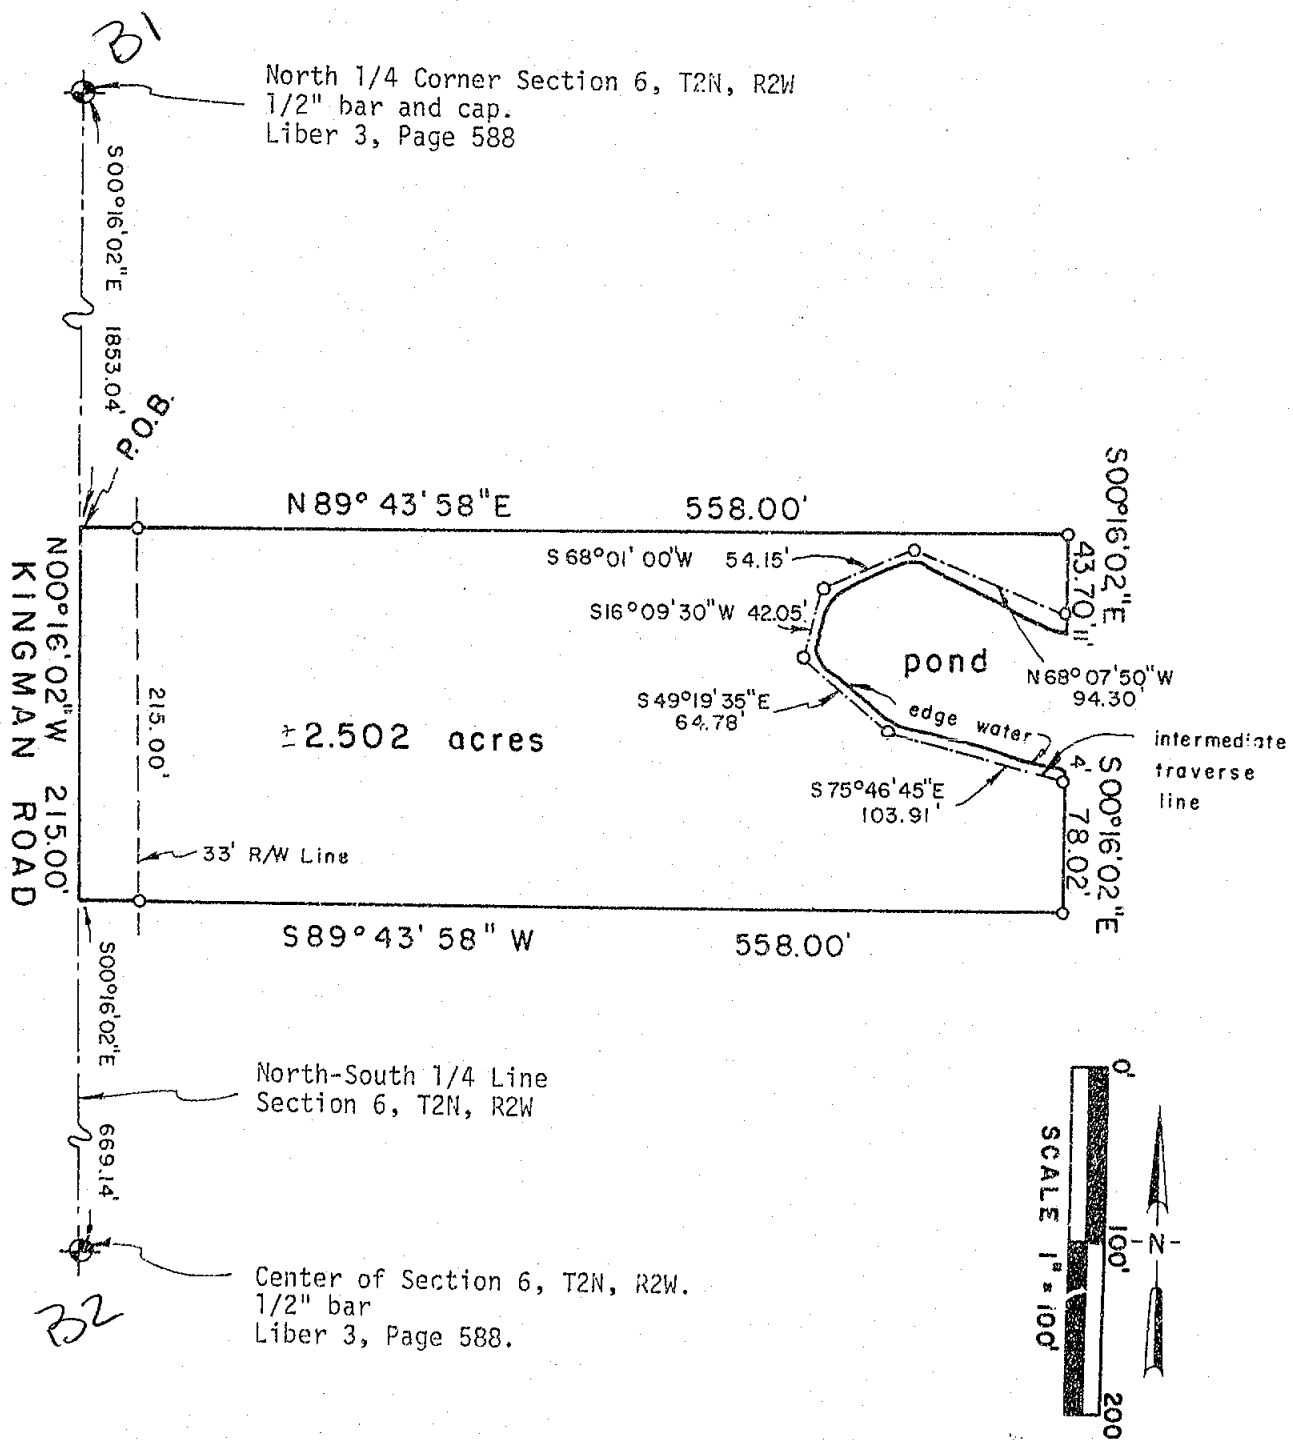 B1
North 1/4 Corner Section 6, T2N, R2W
1/2" bar and cap.
Liber 3, Page 588
S00°16'02"E 1853.04'
P.O.B.
N89°43'58"E 558.00'
S00°16'02"E
43.70'
11'
S68°01'00"W 54.15'
S16°09'30"W 42.05'
pond
N68°07'50"W
94.30'
S49°19'35"E
64.78'
edge water
intermediate
traverse
line
4'
S75°46'45"E
103.91'
S00°16'02"E
78.02'
N00°16'02"W 215.00'
KINGMAN ROAD
215.00'
±2.502 acres
33' R/W Line
S89°43'58"W 558.00'
S00°16'02"E 669.14'
North-South 1/4 Line
Section 6, T2N, R2W
Center of Section 6, T2N, R2W.
1/2" bar
Liber 3, Page 588.
B2
0' 100' 200
SCALE 1" = 100'
N